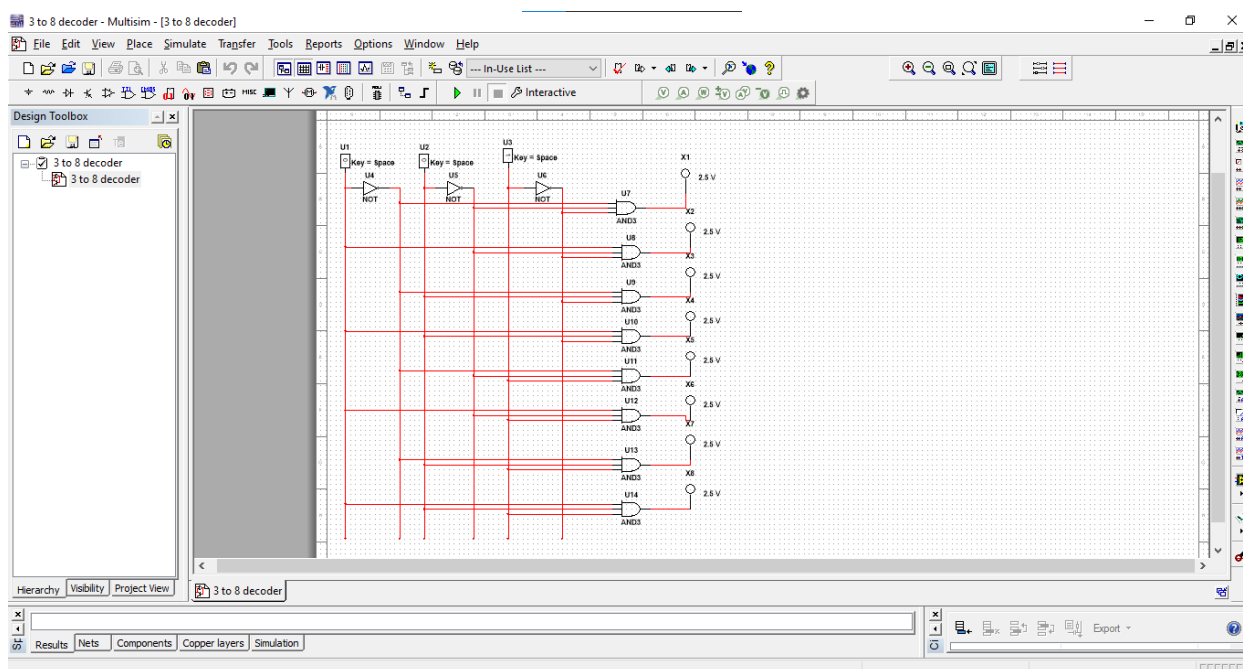 3 to 8 decoder - Multisim - [3 to 8 decoder]
File Edit View Place Simulate Transfer Tools Reports Options Window Help
--- In-Use List ---
MISC Interactive
Design Toolbox
3 to 8 decoder
3 to 8 decoder
U1 U2 U3
Key = Space Key = Space Key = Space
U4 U5 U6
NOT NOT NOT
X1
2.5 V
U7
AND3
X2
2.5 V
U8
AND3
X3
2.5 V
U9
AND3
X4
2.5 V
U10
AND3
X5
2.5 V
U11
AND3
X6
2.5 V
U12
AND3
X7
2.5 V
U13
AND3
X8
2.5 V
U14
AND3
Hierarchy Visibility Project View
3 to 8 decoder
Results Nets Components Copper layers Simulation
Export